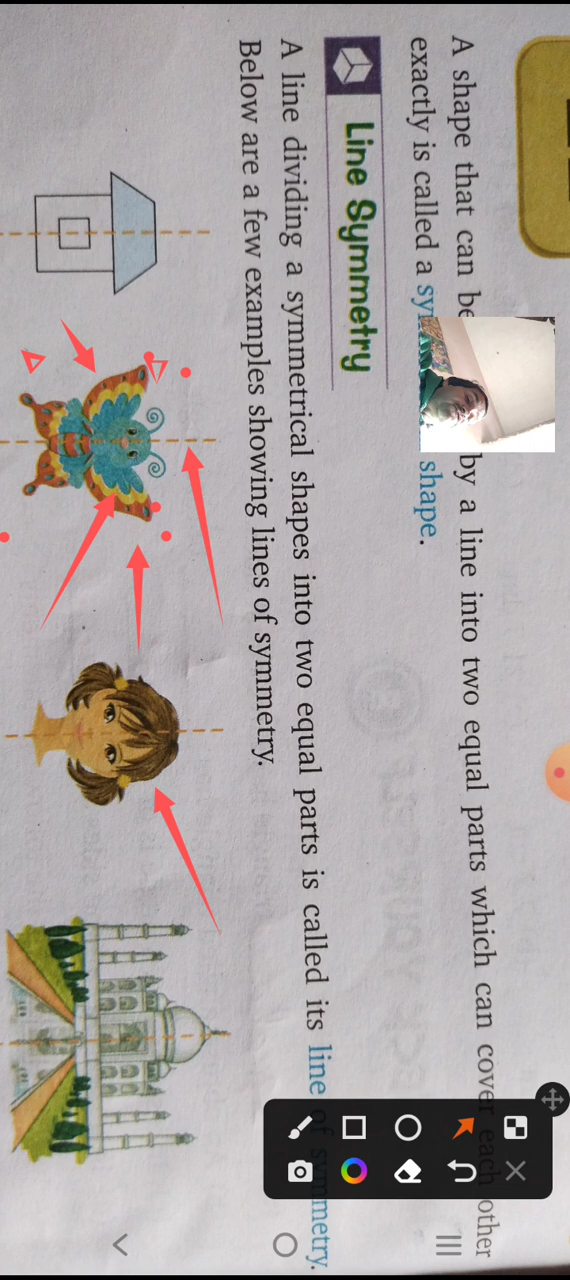 A shape that can be by a line into two equal parts which can cover each other
exactly is called a shape.
Line Symmetry
A line dividing a symmetrical shapes into two equal parts is called its line of symmetry.
Below are a few examples showing lines of symmetry.